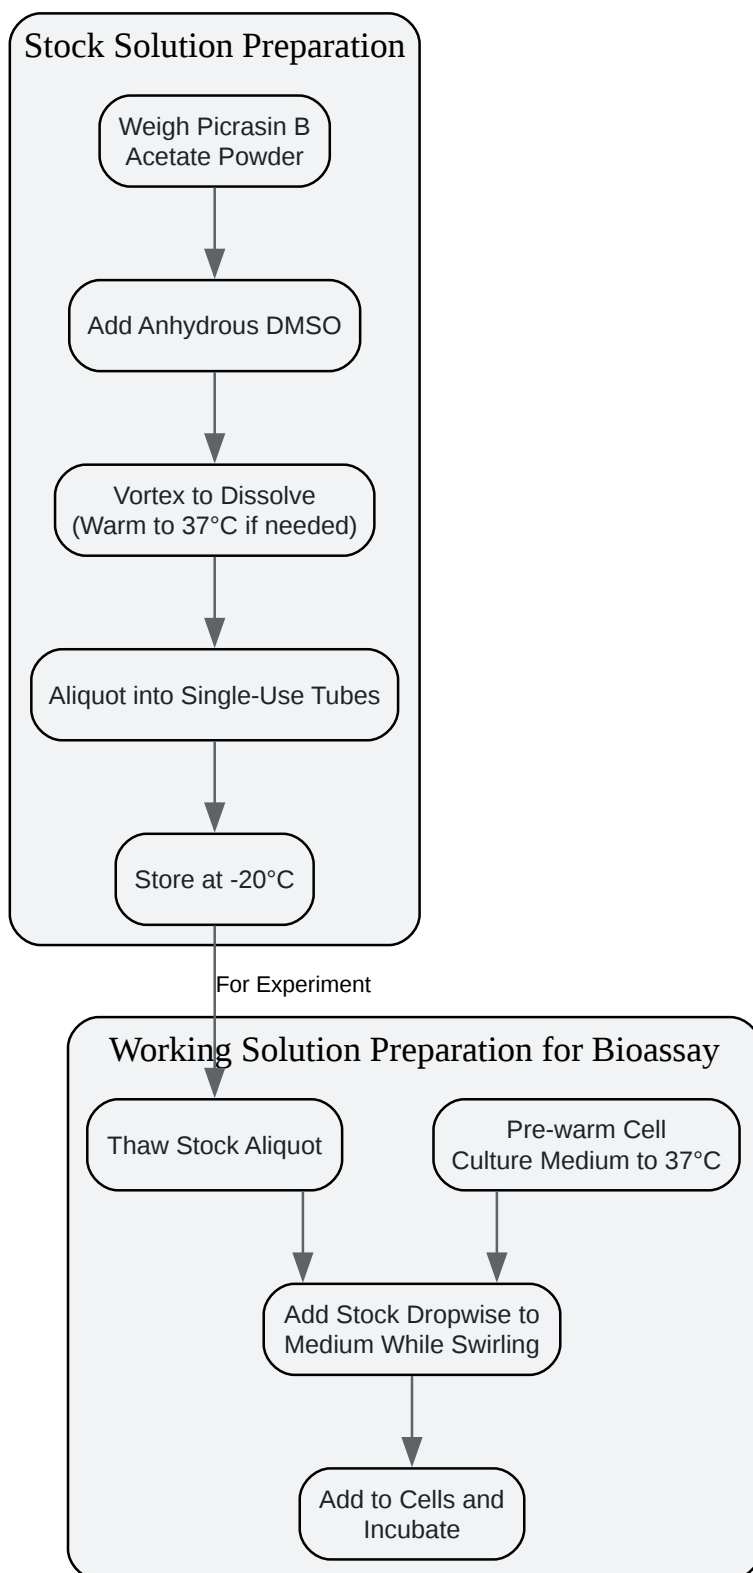 Stock Solution Preparation
Weigh Picrasin B
Acetate Powder
Add Anhydrous DMSO
Vortex to Dissolve
(Warm to 37°C if needed)
Aliquot into Single-Use Tubes
Store at -20°C
For Experiment
Working Solution Preparation for Bioassay
Thaw Stock Aliquot
Pre-warm Cell
Culture Medium to 37°C
Add Stock Dropwise to
Medium While Swirling
Add to Cells and
Incubate